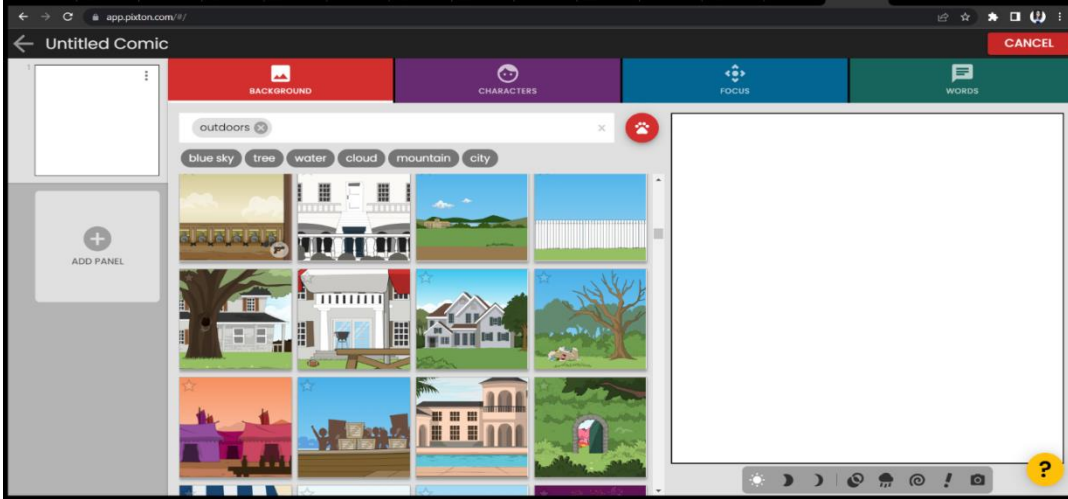 app.pixton.com/#/
Untitled Comic
CANCEL
1
BACKGROUND
CHARACTERS
FOCUS
WORDS
outdoors
blue sky tree water cloud mountain city
ADD PANEL
?